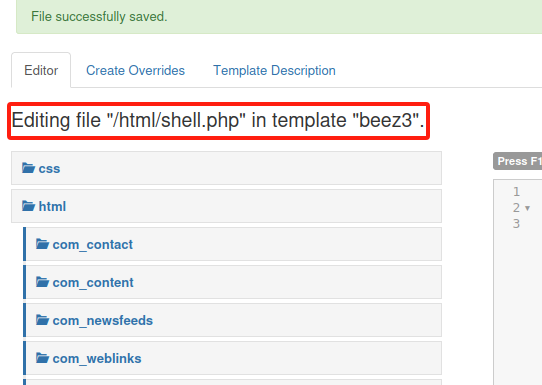 File successfully saved.
Editor Create Overrides Template Description
Editing file "/html/shell.php" in template "beez3".
css
html
com_contact
com_content
com_newsfeeds
com_weblinks
Press F1
1
2
3